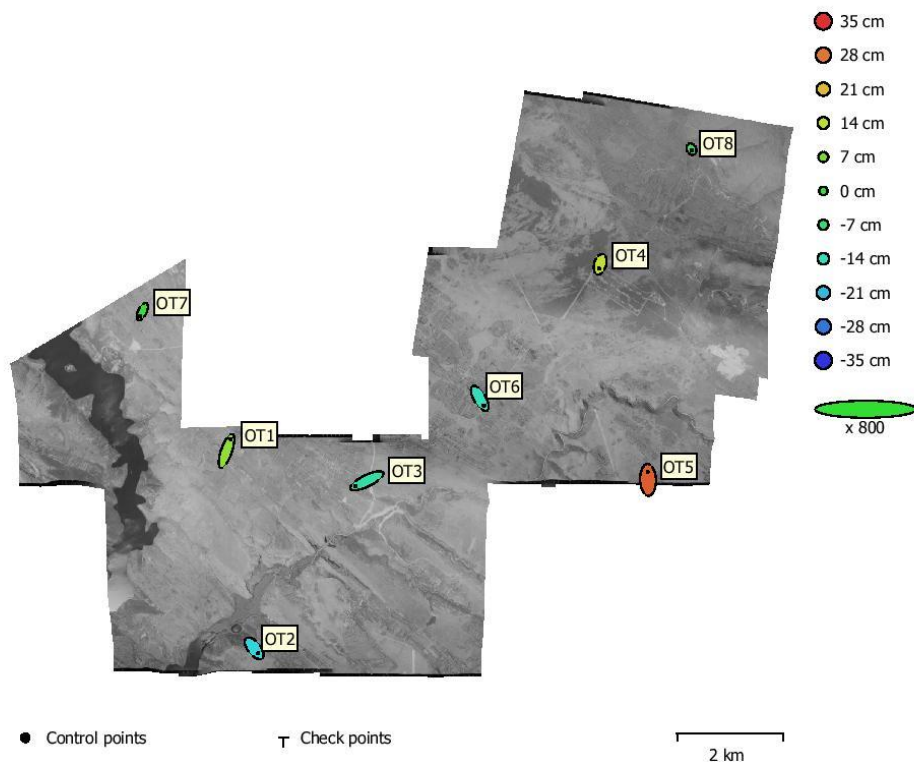 35 cm
28 cm
21 cm
14 cm
7 cm
0 cm
-7 cm
-14 cm
-21 cm
-28 cm
-35 cm
x 800
OT8
OT4
OT7
OT6
OT1
OT3
OT5
OT2
Control points
Check points
2 km